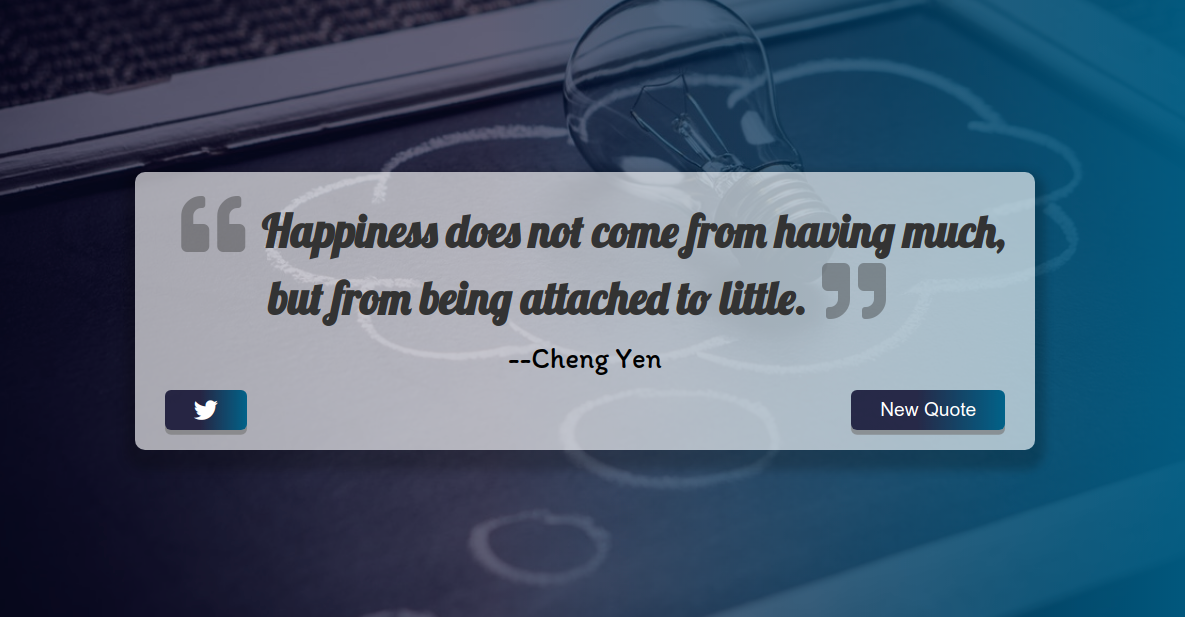 “ Happiness does not come from having much,
but from being attached to little. ”
--Cheng Yen
New Quote